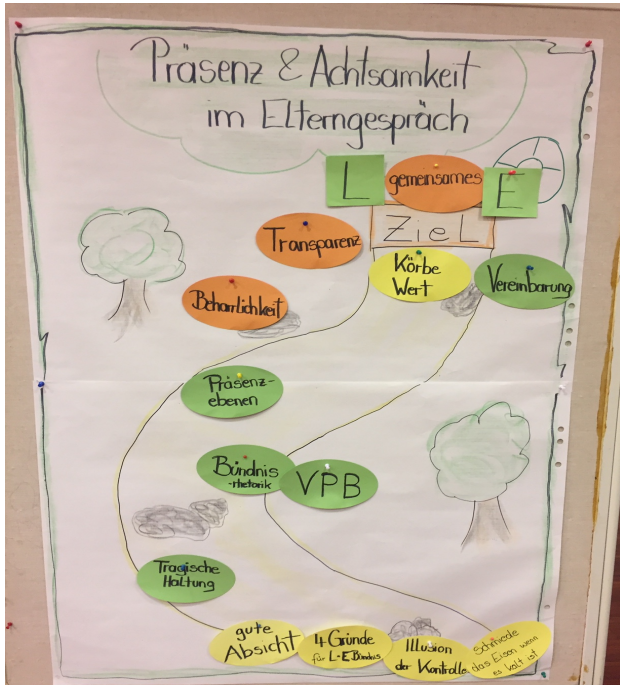 Präsenz & Achtsamkeit
im Elterngespräch
L
gemeinsames
E
Ziel
Transparenz
Körbe
Wert
Vereinbarung
Beharrlichkeit
Präsenz-
ebenen
Bündnis
-rhetorik
VPB
Tragische
Haltung
gute
Absicht
4 Gründe
für L-E Bündnis
Illusion
der Kontrolle
Schmiede
das Eisen wenn
es kalt ist